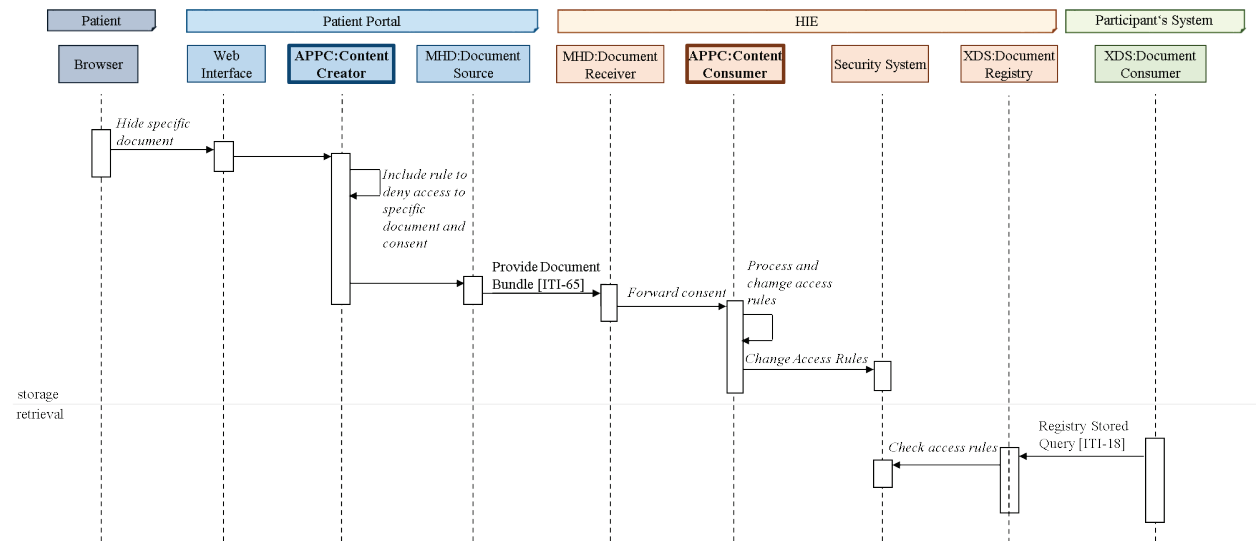 Patient
Patient Portal
HIE
Participant‘s System
Browser
Web
Interface
APPC:Content
Creator
MHD:Document
Source
MHD:Document
Receiver
APPC:Content
Consumer
Security System
XDS:Document
Registry
XDS:Document
Consumer
Hide specific
document
Include rule to
deny access to
specific
document and
consent
Provide Document
Bundle [ITI-65]
Forward consent
Process and
chamge access
rules
Change Access Rules
storage
retrieval
Registry Stored
Query [ITI-18]
Check access rules